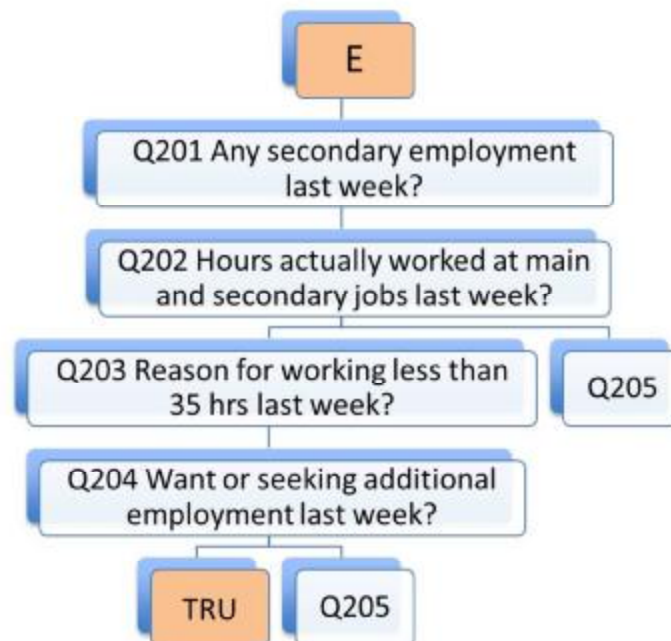 E
Q201 Any secondary employment
last week?
Q202 Hours actually worked at main
and secondary jobs last week?
Q203 Reason for working less than
35 hrs last week?
Q205
Q204 Want or seeking additional
employment last week?
TRU
Q205